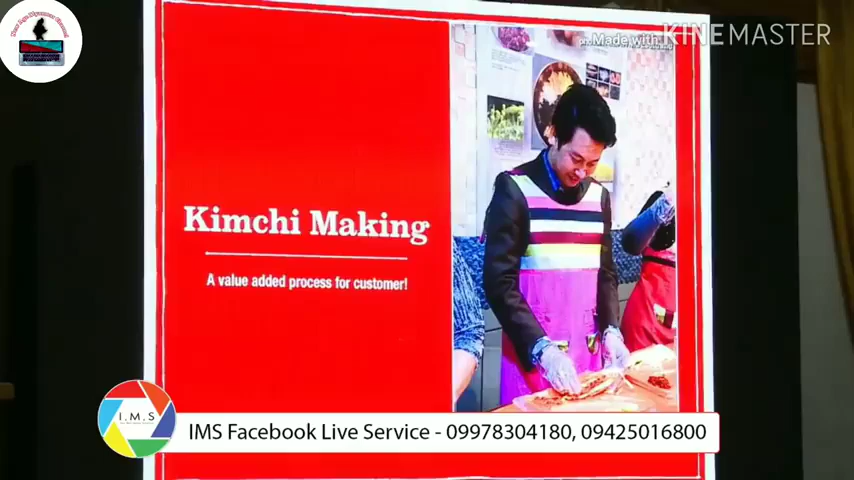 Made with KINEMASTER
Kimchi Making
A value added process for customer!
I.M.S
IMS Facebook Live Service - 09978304180, 09425016800